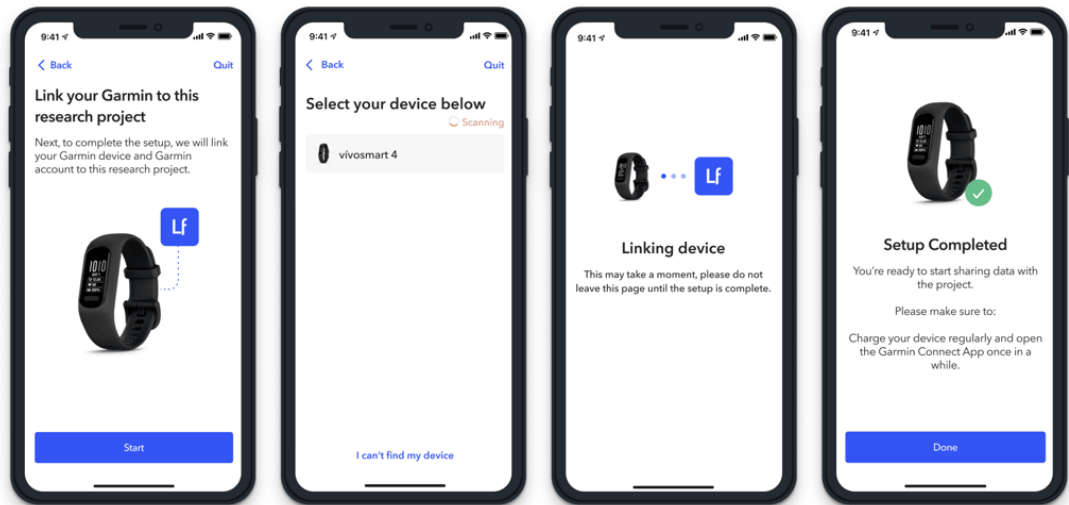 9:41
Back
Quit
Link your Garmin to this
research project
Next, to complete the setup, we will link
your Garmin device and Garmin
account to this research project.
Lf
1010
Start
9:41
Back
Quit
Select your device below
Scanning
vívosmart 4
I can't find my device
9:41
Lf
Linking device
This may take a moment, please do not
leave this page until the setup is complete.
9:41
1010
Setup Completed
You're ready to start sharing data with
the project.
Please make sure to:
Charge your device regularly and open
the Garmin Connect App once in a
while.
Done